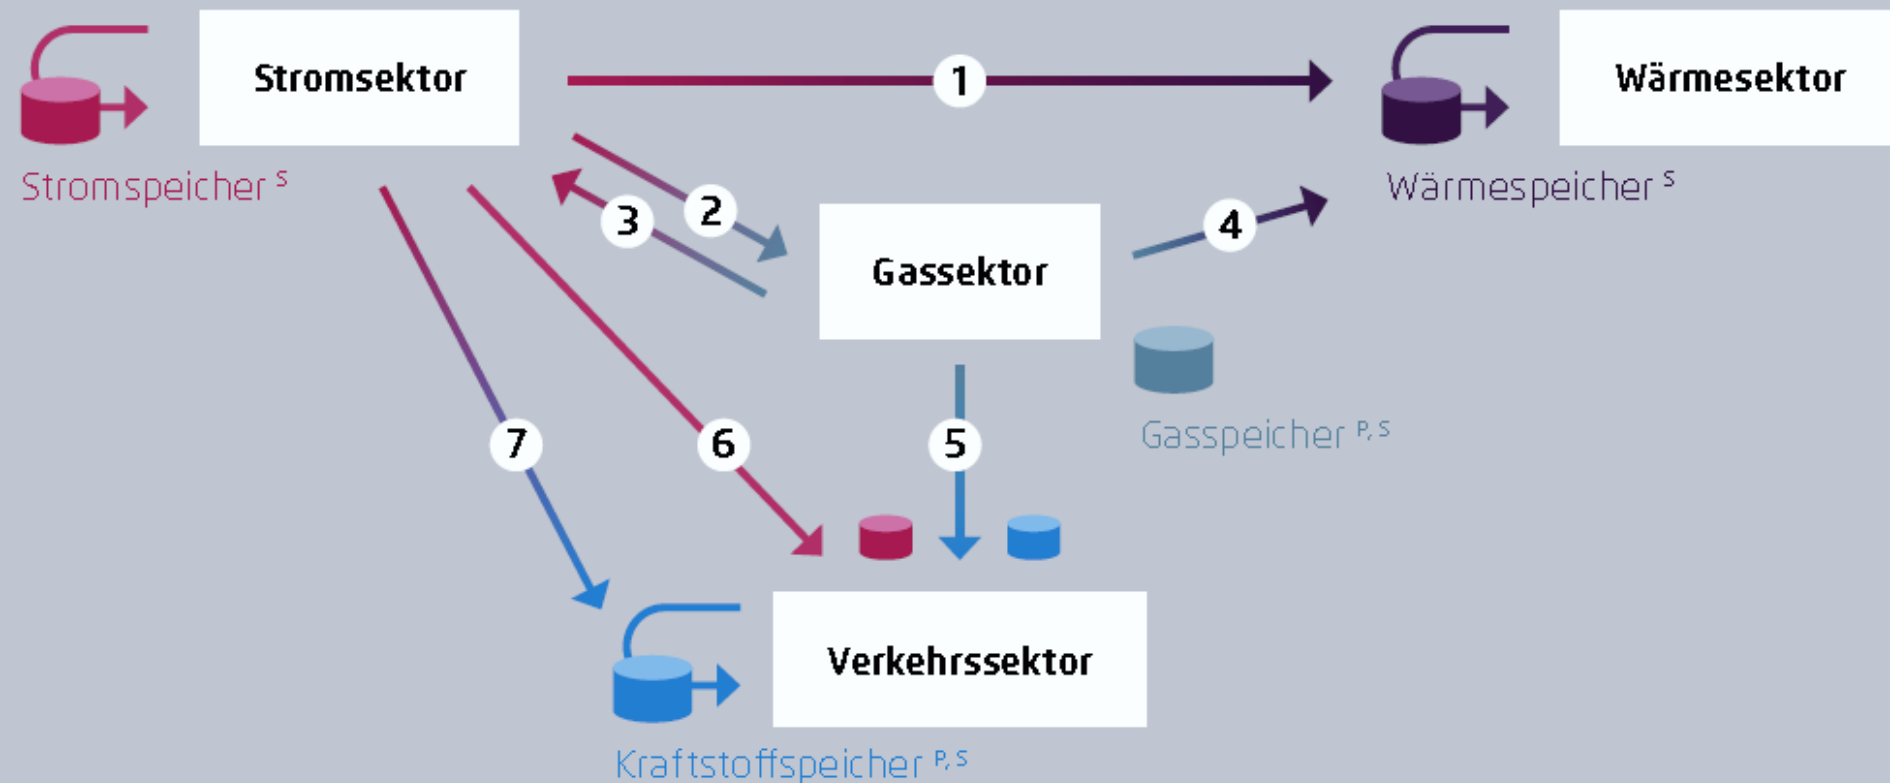 Stromsektor
1
Wärmesektor
Stromspeicher S
Wärmespeicher S
3
2
4
Gassektor
7
6
5
Gasspeicher P, S
Verkehrssektor
Kraftstoffspeicher P, S